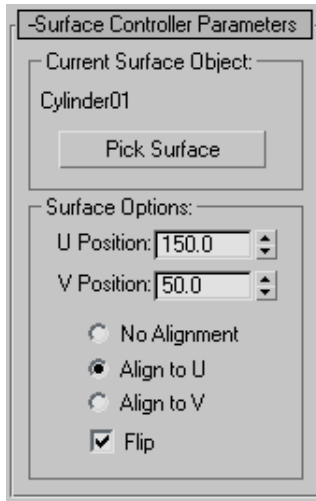 -Surface Controller Parameters
Current Surface Object:
Cylinder01
Pick Surface
Surface Options:
U Position: 150.0
V Position: 50.0
No Alignment
Align to U
Align to V
Flip